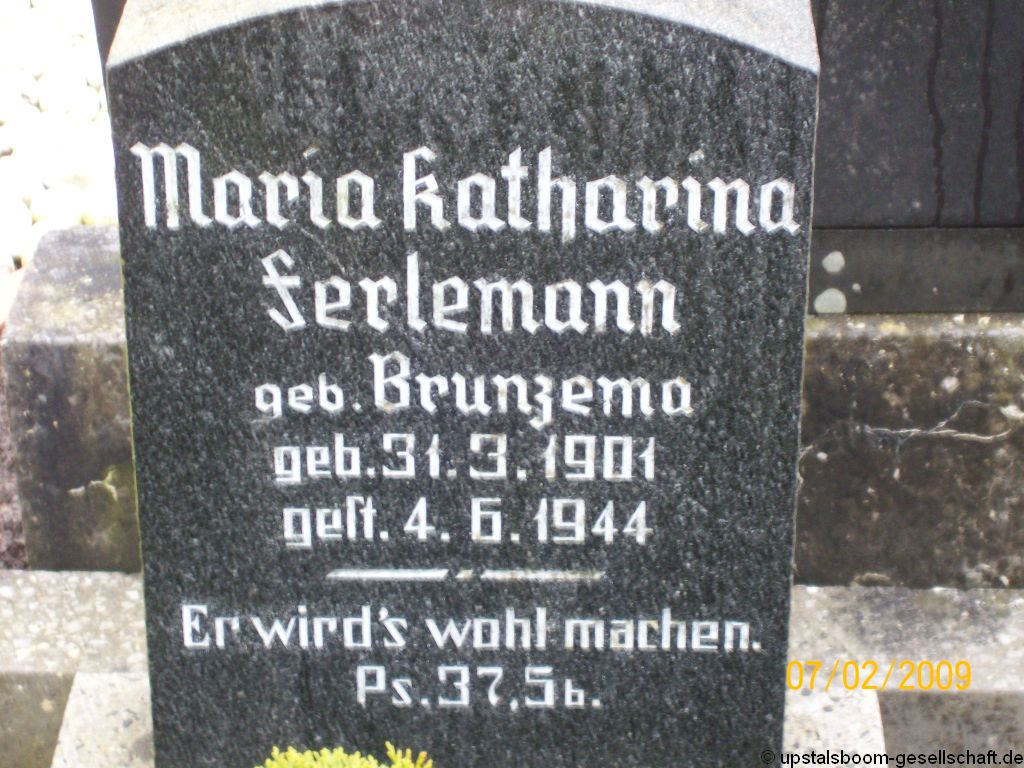 Maria Katharina
Ferlemann
geb. Brunzema
geb. 31. 3. 1901
gest. 4. 6. 1944
Er wird's wohl machen.
Ps. 37, 5b.
07/02/2009
© upstalsboom-gesellschaft.de